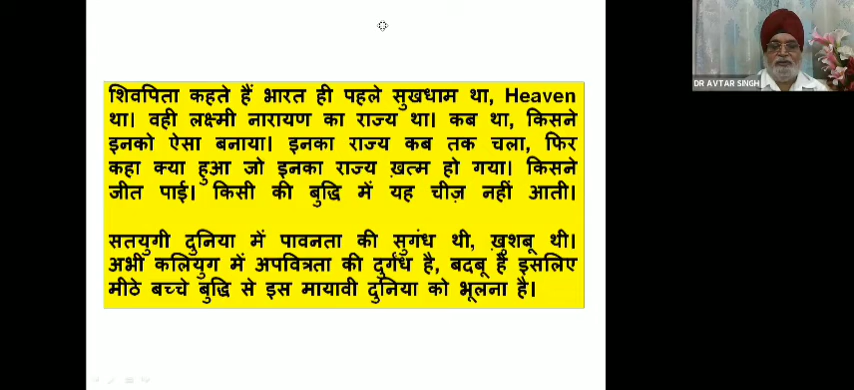 शिवपिता कहते हैं भारत ही पहले सुखधाम था, Heaven
था। वही लक्ष्मी नारायण का राज्य था। कब था, किसने
इनको ऐसा बनाया। इनका राज्य कब तक चला, फिर
कहा क्या हुआ जो इनका राज्य ख़त्म हो गया। किसने
जीत पाई। किसी की बुद्धि में यह चीज़ नहीं आती।
सतयुगी दुनिया में पावनता की सुगंध थी, ख़ुशबू थी।
अभी कलियुग में अपवित्रता की दुर्गंध है, बदबू है इसलिए
मीठे बच्चे बुद्धि से इस मायावी दुनिया को भूलना है।
DR AVTAR SINGH